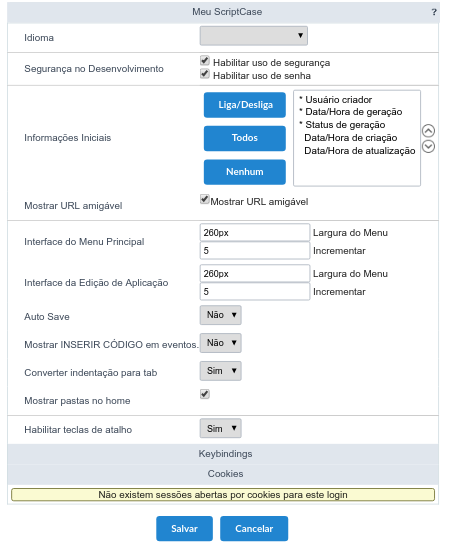 Meu ScriptCase ?
Idioma
Segurança no Desenvolvimento
Habilitar uso de segurança
Habilitar uso de senha
Informações Iniciais
Liga/Desliga
Todos
Nenhum
* Usuário criador
* Data/Hora de geração
* Status de geração
Data/Hora de criação
Data/Hora de atualização
Mostrar URL amigável Mostrar URL amigável
Interface do Menu Principal
260px Largura do Menu
5 Incrementar
Interface da Edição de Aplicação
260px Largura do Menu
5 Incrementar
Auto Save Não
Mostrar INSERIR CÓDIGO em eventos. Não
Converter indentação para tab Sim
Mostrar pastas no home
Habilitar teclas de atalho Sim
Keybindings
Cookies
Não existem sessões abertas por cookies para este login
Salvar Cancelar